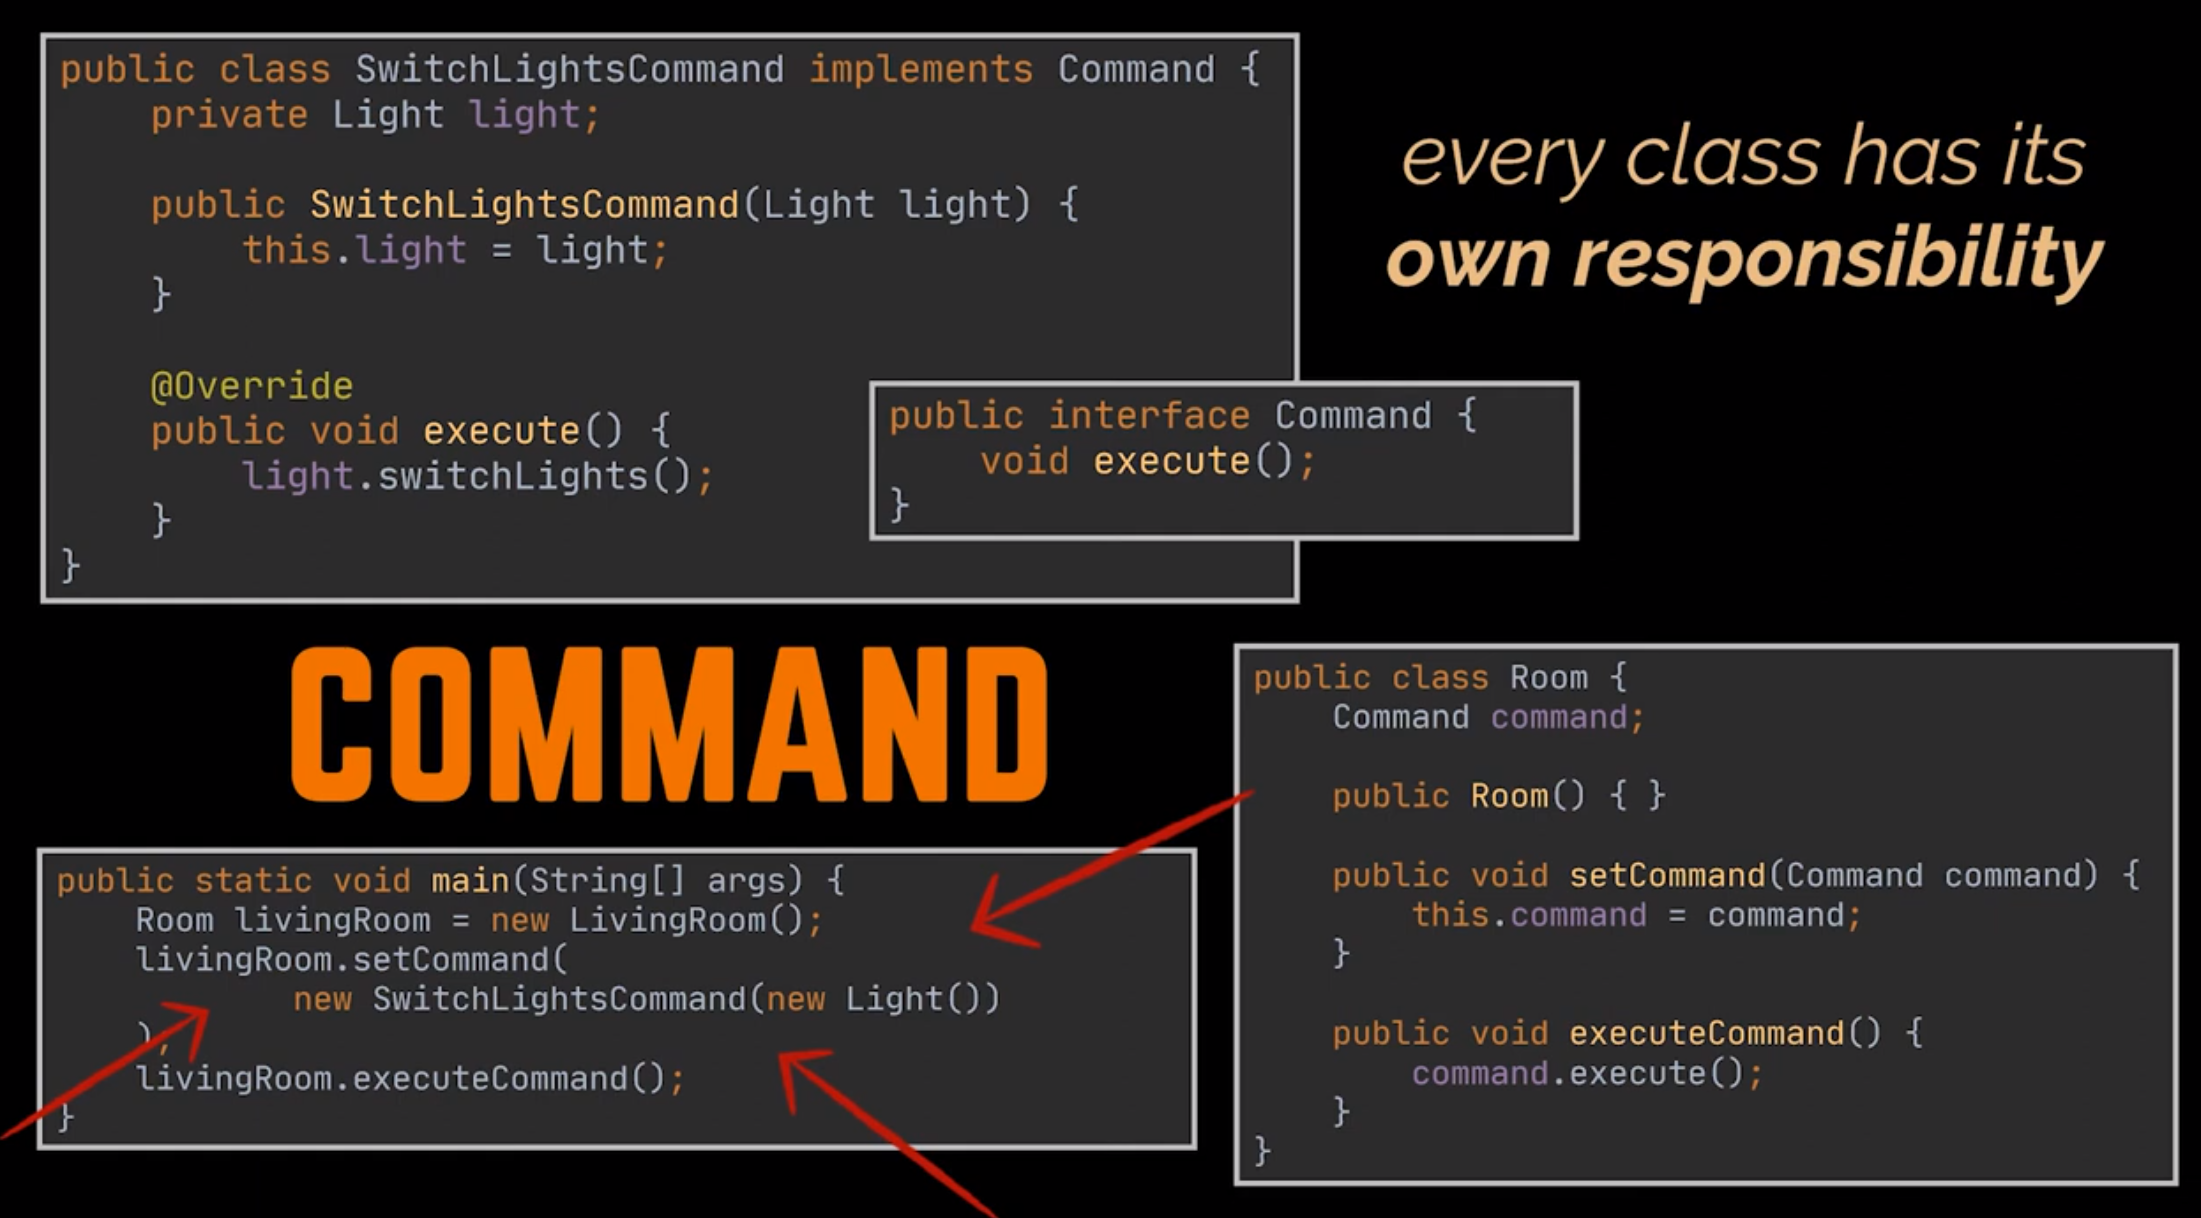 public class SwitchLightsCommand implements Command {
    private Light light;
    public SwitchLightsCommand(Light light) {
        this.light = light;
    }
    @Override
    public void execute() {
        light.switchLights();
    }
}
every class has its
own responsibility
public interface Command {
    void execute();
}
COMMAND
public static void main(String[] args) {
    Room livingRoom = new LivingRoom();
    livingRoom.setCommand(
            new SwitchLightsCommand(new Light())
    );
    livingRoom.executeCommand();
}
public class Room {
    Command command;
    public Room() { }
    public void setCommand(Command command) {
        this.command = command;
    }
    public void executeCommand() {
        command.execute();
    }
}